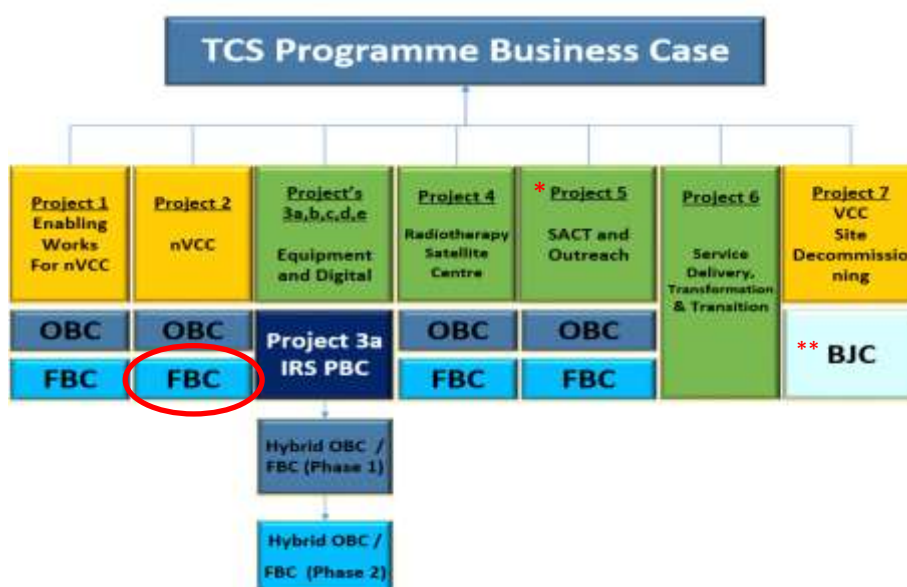 TCS Programme Business Case
Project 1
Enabling
Works
For nVCC
Project 2
nVCC
Project's
3a,b,c,d,e
Equipment
and Digital
Project 4
Radiotherapy
Satellite
Centre
* Project 5
SACT and
Outreach
Project 6
Service
Delivery,
Transformation
& Transition
Project 7
VCC
Site
Decommissio
ning
OBC
FBC
OBC
FBC
Project 3a
IRS PBC
OBC
FBC
OBC
FBC
** BJC
Hybrid OBC /
FBC (Phase 1)
Hybrid OBC /
FBC (Phase 2)